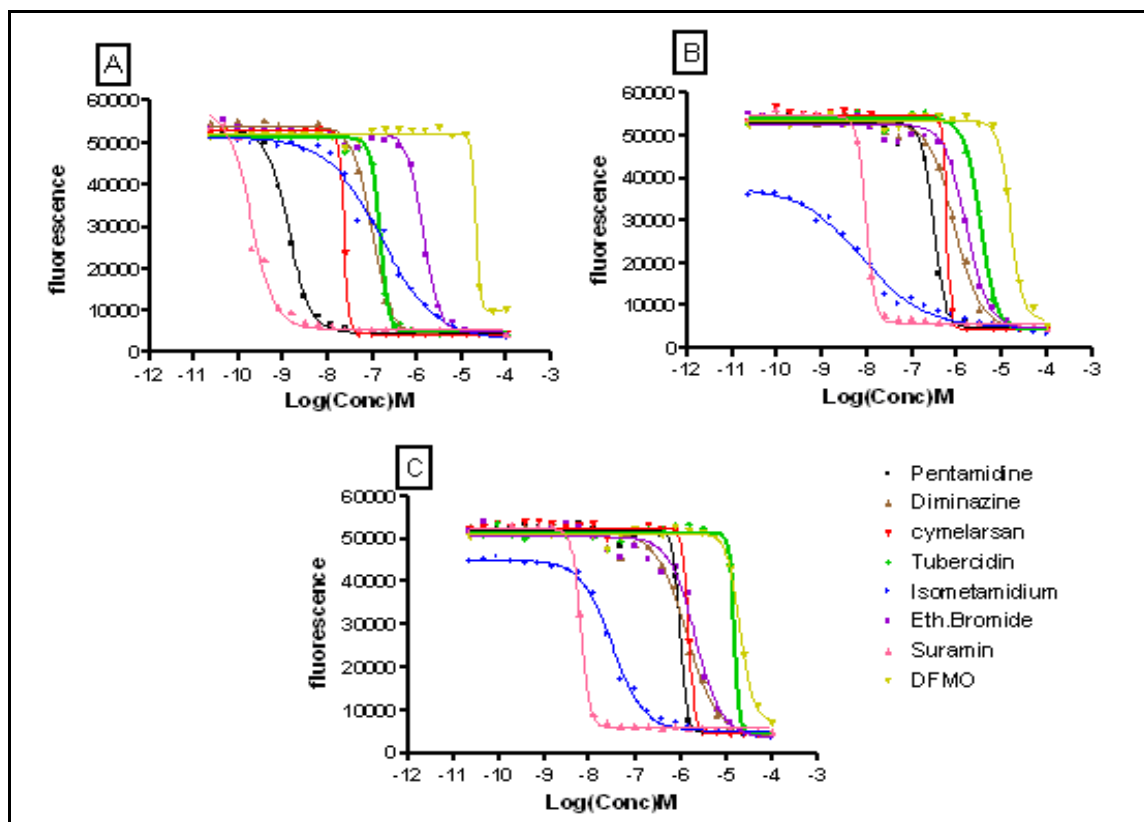 A
60000
50000
40000
30000
20000
10000
0
fluorescence
-12 -11 -10 -9 -8 -7 -6 -5 -4 -3
Log(Conc)M
B
60000
50000
40000
30000
20000
10000
0
fluorescence
-12 -11 -10 -9 -8 -7 -6 -5 -4 -3
Log(Conc)M
C
60000
50000
40000
30000
20000
10000
0
fluorescence
-12 -11 -10 -9 -8 -7 -6 -5 -4 -3
Log(Conc)M
Pentamidine
Diminazine
cymelarsan
Tubercidin
Isometamidium
Eth.Bromide
Suramin
DFMO